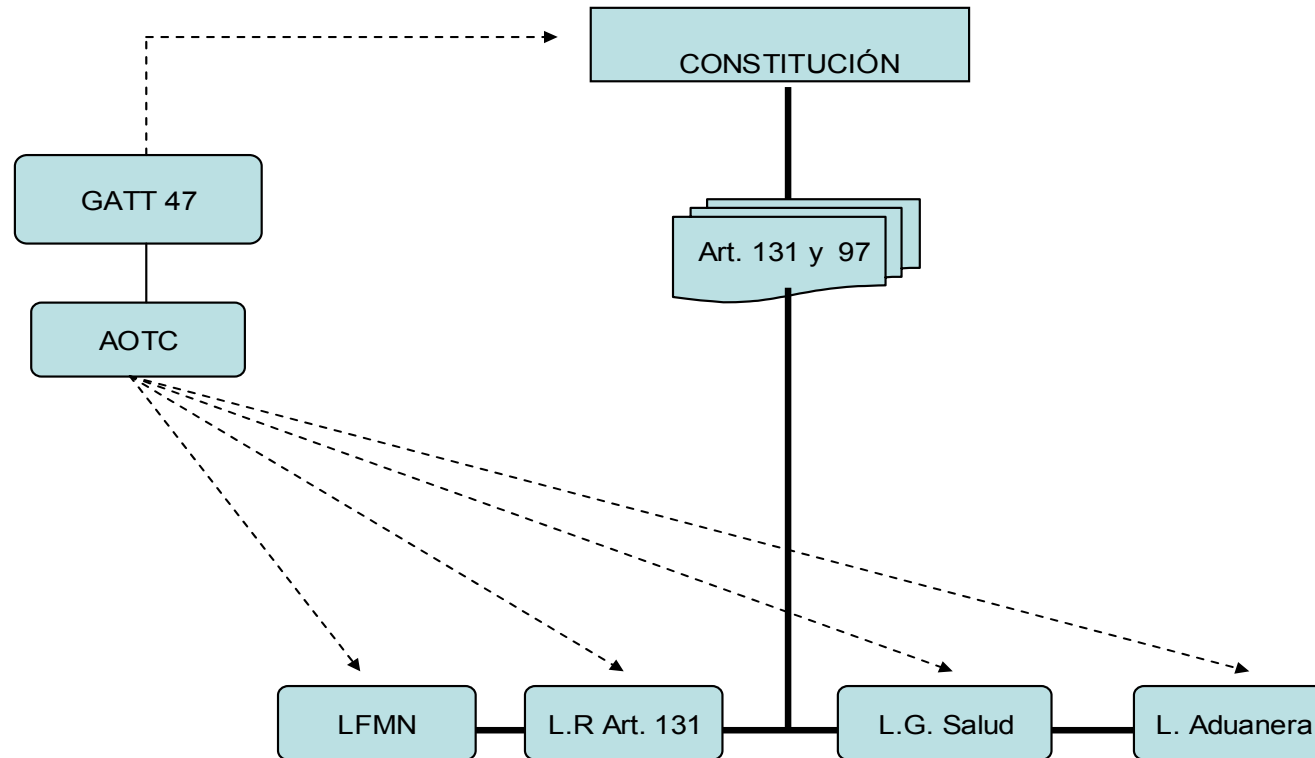 CONSTITUCIÓN
GATT 47
Art. 131 y 97
AOTC
LFMN
L.R Art. 131
L.G. Salud
L. Aduanera